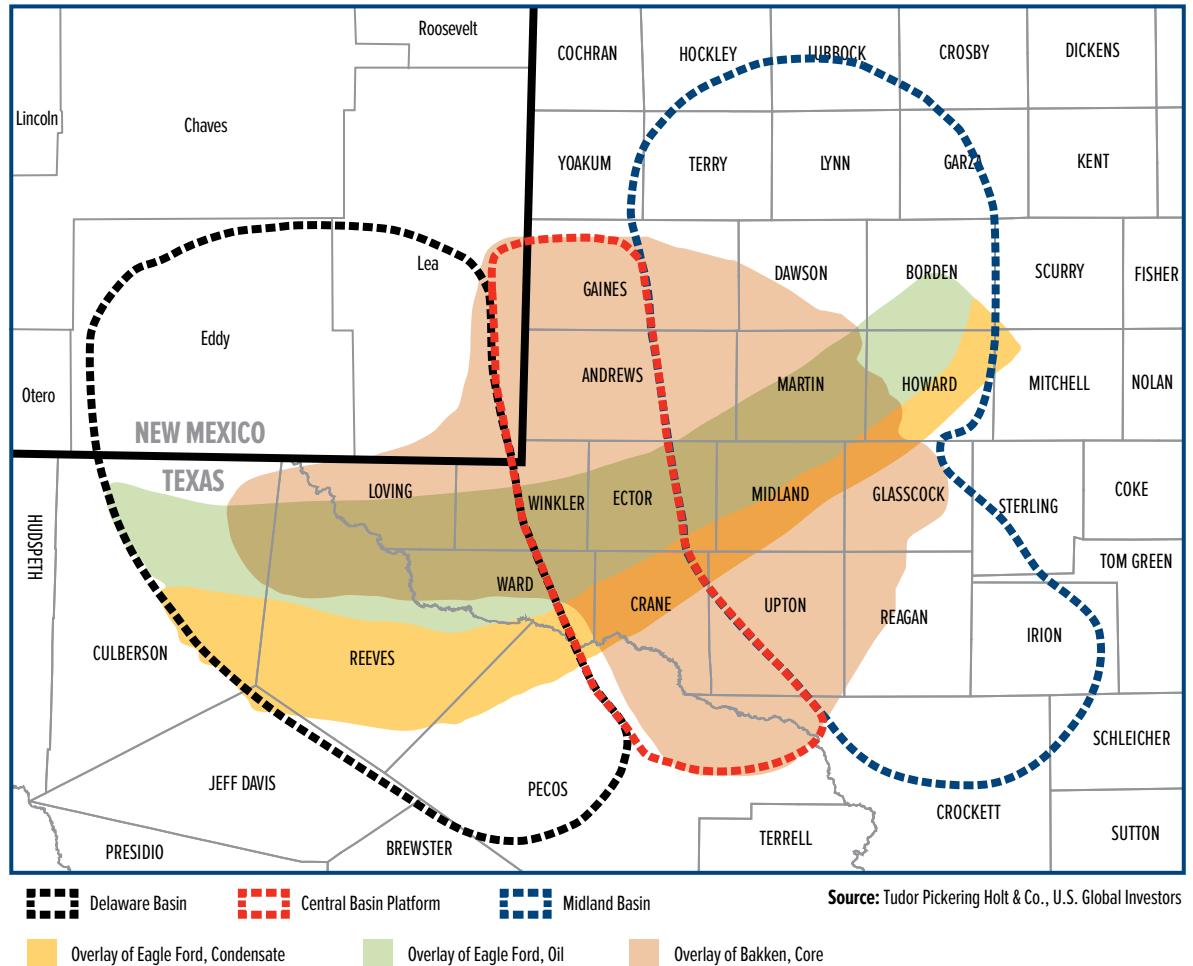 Roosevelt
COCHRAN
HOCKLEY
LUBBOCK
CROSBY
DICKENS
Lincoln
Chaves
YOAKUM
TERRY
LYNN
GARZA
KENT
Lea
GAINES
DAWSON
BORDEN
SCURRY
FISHER
Eddy
Otero
ANDREWS
MARTIN
HOWARD
MITCHELL
NOLAN
NEW MEXICO
TEXAS
LOVING
WINKLER
ECTOR
MIDLAND
GLASSCOCK
STERLING
COKE
HUDSPETH
TOM GREEN
WARD
CRANE
UPTON
REAGAN
IRION
CULBERSON
REEVES
SCHLEICHER
JEFF DAVIS
PECOS
CROCKETT
TERRELL
SUTTON
PRESIDIO
BREWSTER
Delaware Basin
Central Basin Platform
Midland Basin
Source: Tudor Pickering Holt & Co., U.S. Global Investors
Overlay of Eagle Ford, Condensate
Overlay of Eagle Ford, Oil
Overlay of Bakken, Core